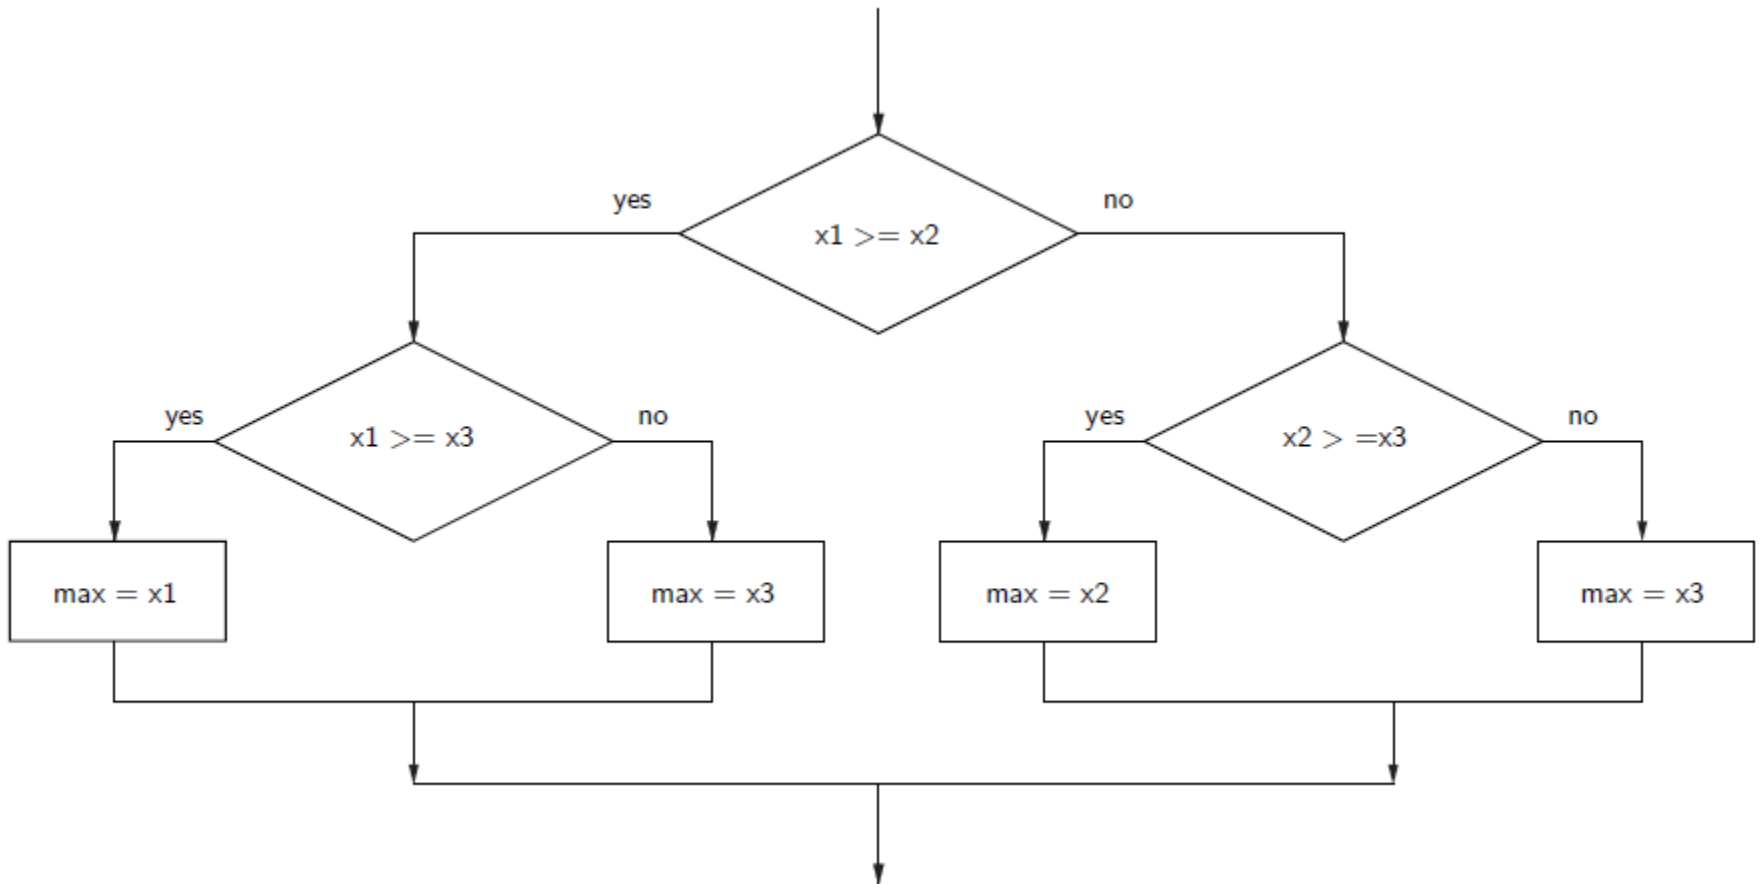 yes
no
x1 >= x2
yes
no
yes
no
x1 >= x3
x2 > =x3
max = x1
max = x3
max = x2
max = x3